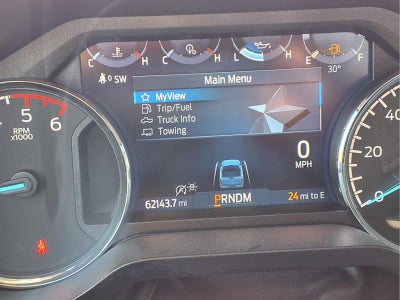 C H C H L H E F
0 SW 30°
Main Menu
MyView
Trip/Fuel
Truck Info
Towing
5 6
RPM
x1000
40
20
0
0
MPH
62143.7 mi PRNDM 24 mi to E